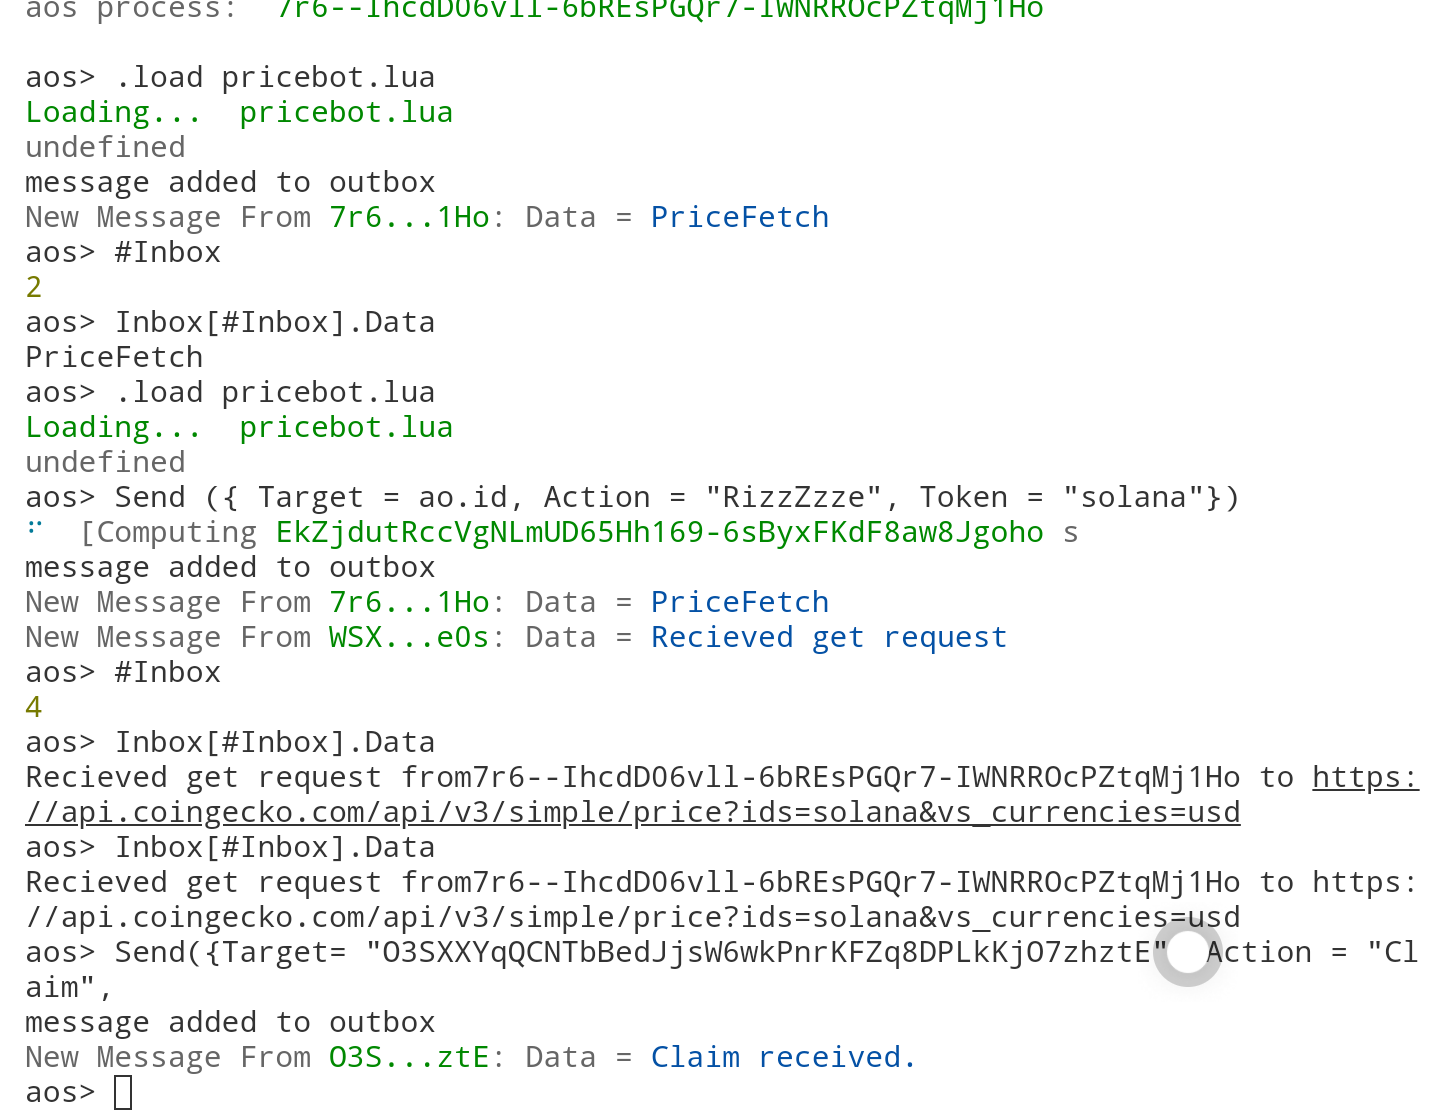 aos process:  7r6--IhcdDO6vll-6bREsPGQr7-IWNRROcPZtqMj1Ho
aos> .load pricebot.lua
Loading...  pricebot.lua
undefined
message added to outbox
New Message From 7r6...1Ho: Data = PriceFetch
aos> #Inbox
2
aos> Inbox[#Inbox].Data
PriceFetch
aos> .load pricebot.lua
Loading...  pricebot.lua
undefined
aos> Send ({ Target = ao.id, Action = "RizzZzze", Token = "solana"})
⠋  [Computing EkZjdutRccVgNLmUD65Hh169-6sByxFKdF8aw8Jgoho s
message added to outbox
New Message From 7r6...1Ho: Data = PriceFetch
New Message From WSX...e0s: Data = Recieved get request
aos> #Inbox
4
aos> Inbox[#Inbox].Data
Recieved get request from7r6--IhcdDO6vll-6bREsPGQr7-IWNRROcPZtqMj1Ho to https:
//api.coingecko.com/api/v3/simple/price?ids=solana&vs_currencies=usd
aos> Inbox[#Inbox].Data
Recieved get request from7r6--IhcdDO6vll-6bREsPGQr7-IWNRROcPZtqMj1Ho to https:
//api.coingecko.com/api/v3/simple/price?ids=solana&vs_currencies=usd
aos> Send({Target= "O3SXXYqQCNTbBedJjsW6wkPnrKFZq8DPLkKjO7zhztE" Action = "Cl
aim",
message added to outbox
New Message From O3S...ztE: Data = Claim received.
aos>